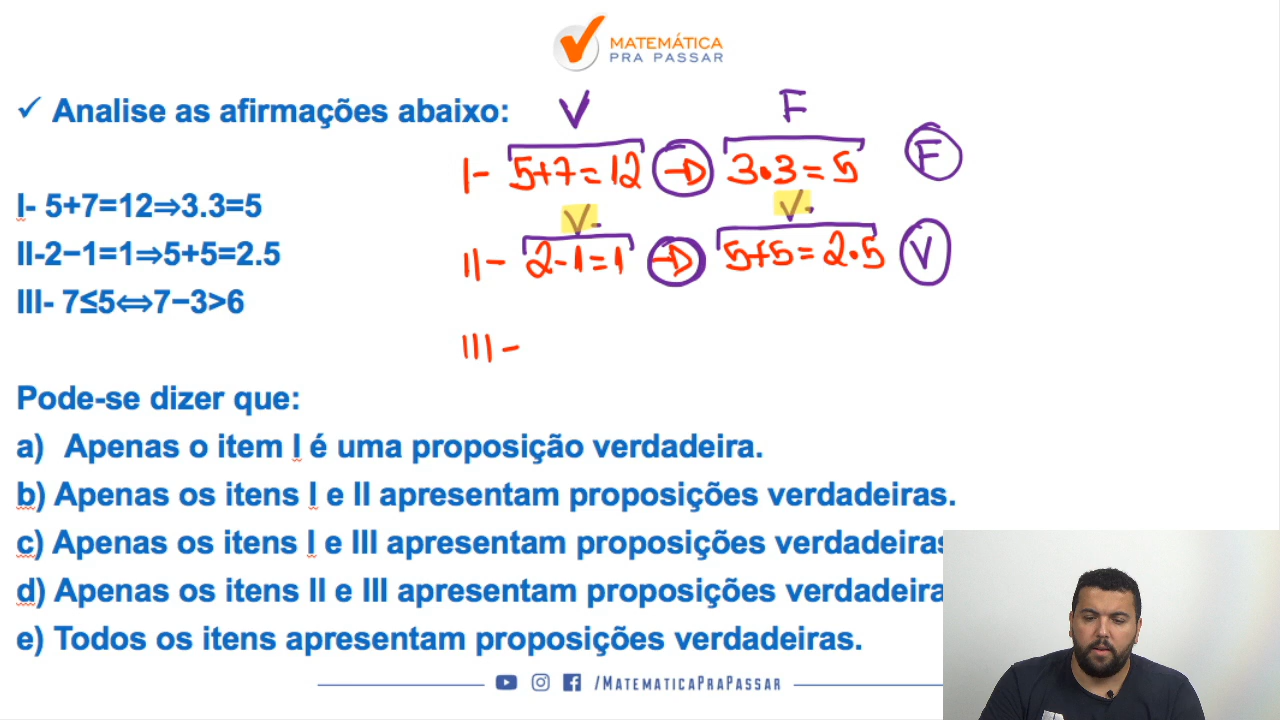 MATEMÁTICA
PRA PASSAR
✓ Analise as afirmações abaixo:
V F
I- 5+7=12 → 3•3=5 F
I- 5+7=12⇒3.3=5
V. V.
II-2−1=1⇒5+5=2.5
II- 2-1=1 → 5+5=2•5 V
III- 7≤5⟺7−3>6
III-
Pode-se dizer que:
a) Apenas o item I é uma proposição verdadeira.
b) Apenas os itens I e II apresentam proposições verdadeiras.
c) Apenas os itens I e III apresentam proposições verdadeiras
d) Apenas os itens II e III apresentam proposições verdadeira
e) Todos os itens apresentam proposições verdadeiras.
/MATEMATICAPRAPASSAR